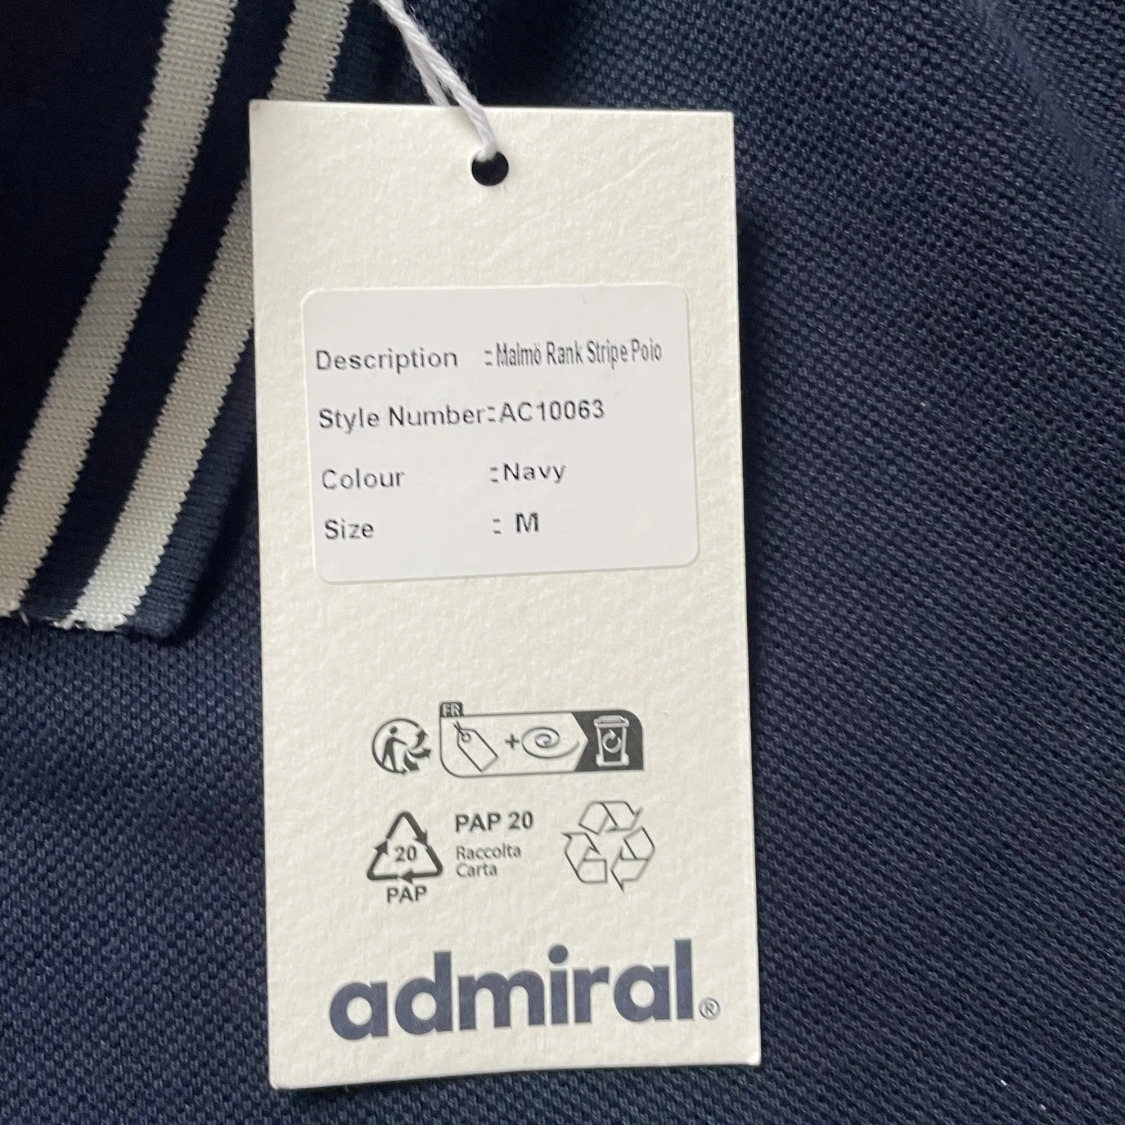 Description : Malmö Rank Stripe Polo
Style Number:AC10063
Colour :Navy
Size : M
FR
+
20
PAP
PAP 20
Raccolta
Carta
admiral®